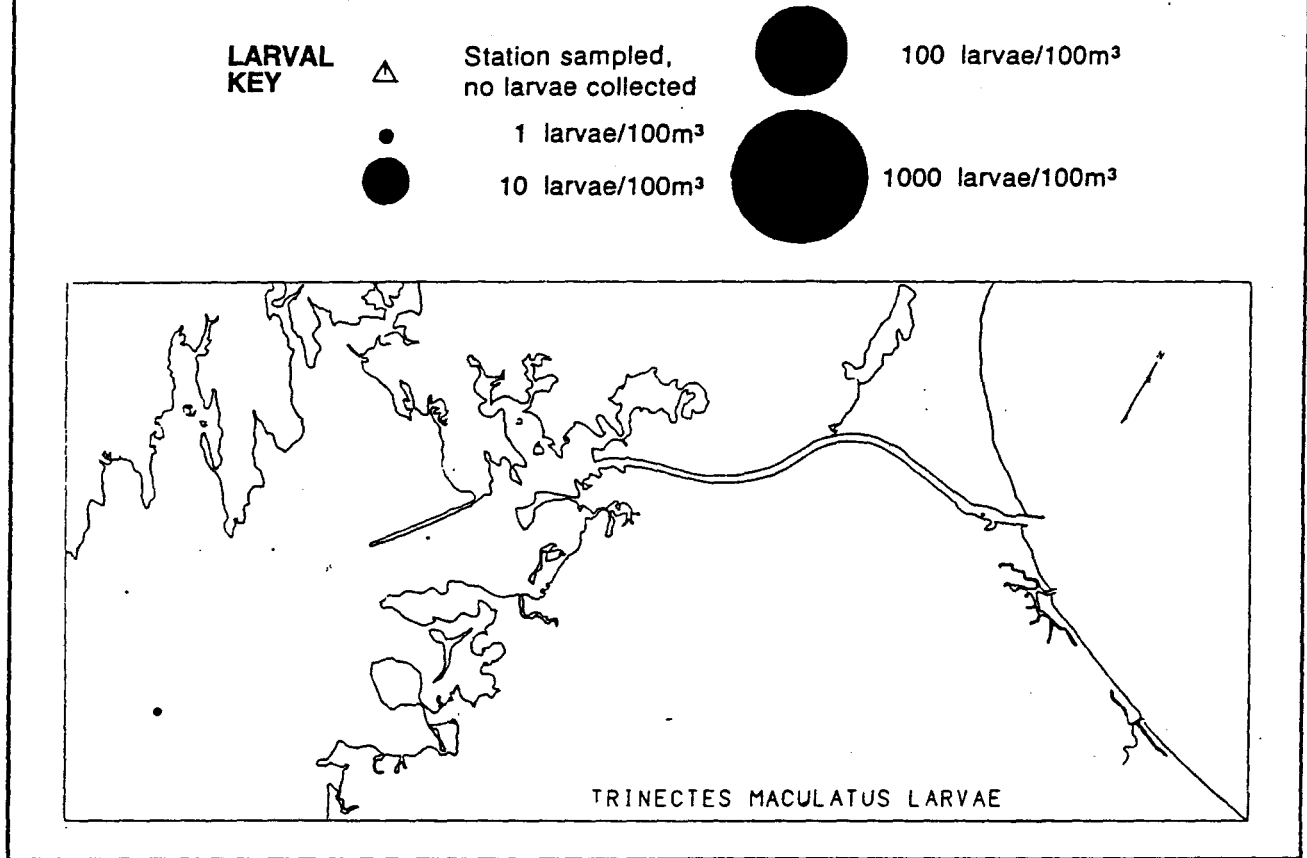 LARVAL
KEY
Station sampled,
no larvae collected
1 larvae/100m³
10 larvae/100m³
100 larvae/100m³
1000 larvae/100m³
N
TRINECTES MACULATUS LARVAE